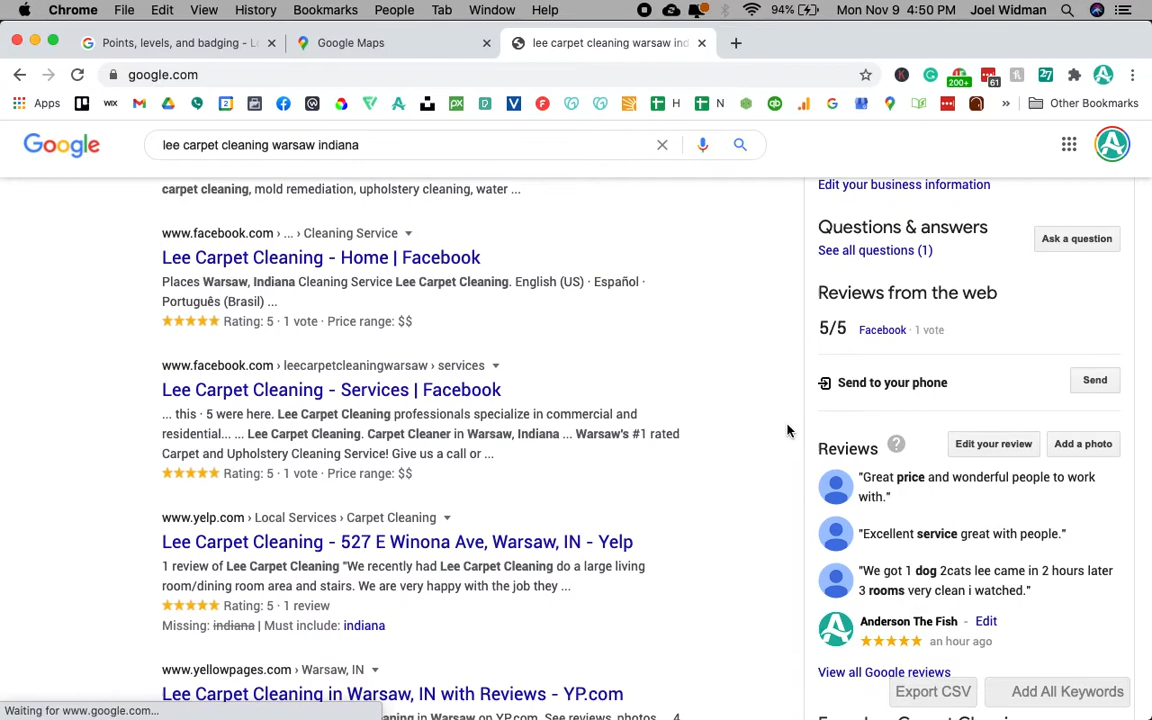 Chrome File Edit View History Bookmarks People Tab Window Help 94% Mon Nov 9 4:50 PM Joel Widman
Points, levels, and badging - L Google Maps lee carpet cleaning warsaw ind
google.com 200+ 61 27
Apps WIX H N » Other Bookmarks
Google lee carpet cleaning warsaw indiana
carpet cleaning, mold remediation, upholstery cleaning, water ...
www.facebook.com › ... › Cleaning Service
Lee Carpet Cleaning - Home | Facebook
Places Warsaw, Indiana Cleaning Service Lee Carpet Cleaning. English (US) · Español ·
Português (Brasil) ...
Rating: 5 · 1 vote · Price range: $$
www.facebook.com › leecarpetcleaningwarsaw › services
Lee Carpet Cleaning - Services | Facebook
... this · 5 were here. Lee Carpet Cleaning professionals specialize in commercial and
residential... ... Lee Carpet Cleaning. Carpet Cleaner in Warsaw, Indiana ... Warsaw's #1 rated
Carpet and Upholstery Cleaning Service! Give us a call or ...
Rating: 5 · 1 vote · Price range: $$
www.yelp.com › Local Services › Carpet Cleaning
Lee Carpet Cleaning - 527 E Winona Ave, Warsaw, IN - Yelp
1 review of Lee Carpet Cleaning "We recently had Lee Carpet Cleaning do a large living
room/dining room area and stairs. We are very happy with the job they ...
Rating: 5 · 1 review
Missing: indiana | Must include: indiana
www.yellowpages.com › Warsaw, IN
Lee Carpet Cleaning in Warsaw, IN with Reviews - YP.com
Waiting for www.google.com...
Edit your business information
Questions & answers
Ask a question
See all questions (1)
Reviews from the web
5/5 Facebook · 1 vote
Send to your phone Send
Reviews ? Edit your review Add a photo
"Great price and wonderful people to work
with."
"Excellent service great with people."
"We got 1 dog 2cats lee came in 2 hours later
3 rooms very clean i watched."
Anderson The Fish - Edit
an hour ago
View all Google reviews
Export CSV Add All Keywords